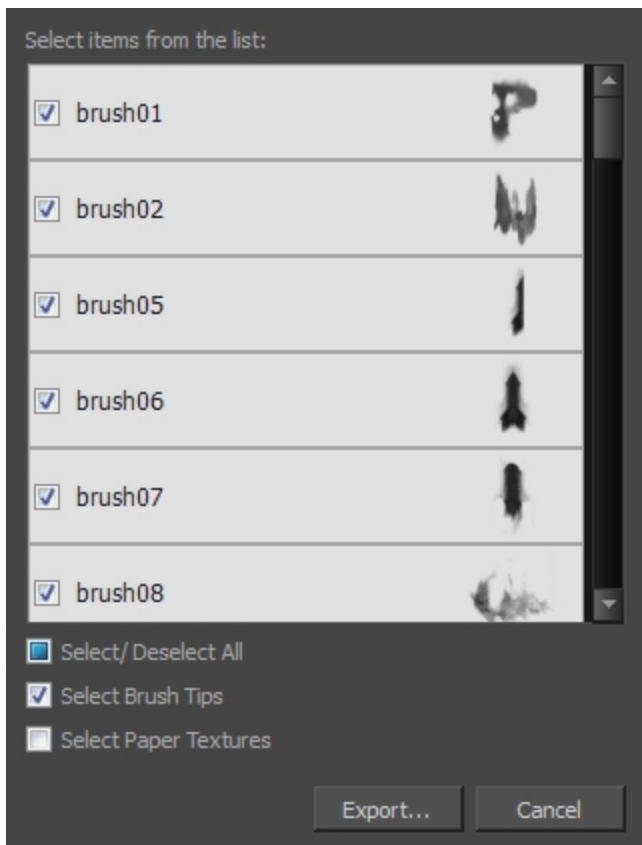 Select items from the list:
brush01
brush02
brush05
brush06
brush07
brush08
Select/ Deselect All
Select Brush Tips
Select Paper Textures
Export... Cancel